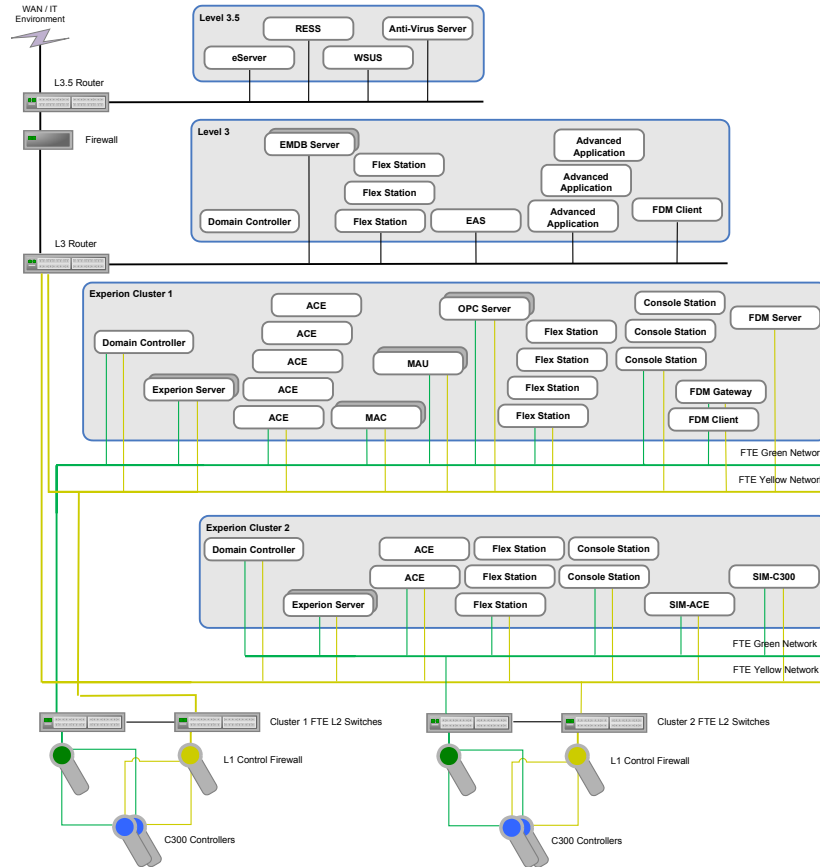 WAN / IT
Environment
Level 3.5
RESS
Anti-Virus Server
eServer
WSUS
L3.5 Router
Firewall
Level 3
EMDB Server
Advanced
Application
Flex Station
Advanced
Application
Flex Station
Domain Controller
Flex Station
EAS
Advanced
Application
FDM Client
L3 Router
Experion Cluster 1
ACE
OPC Server
Console Station
FDM Server
Domain Controller
ACE
Flex Station
Console Station
ACE
MAU
Flex Station
Console Station
Experion Server
ACE
Flex Station
FDM Gateway
ACE
MAC
Flex Station
FDM Client
FTE Green Network
FTE Yellow Network
Experion Cluster 2
Domain Controller
ACE
Flex Station
Console Station
ACE
Flex Station
Console Station
SIM-C300
Experion Server
Flex Station
SIM-ACE
FTE Green Network
FTE Yellow Network
Cluster 1 FTE L2 Switches
Cluster 2 FTE L2 Switches
L1 Control Firewall
L1 Control Firewall
C300 Controllers
C300 Controllers